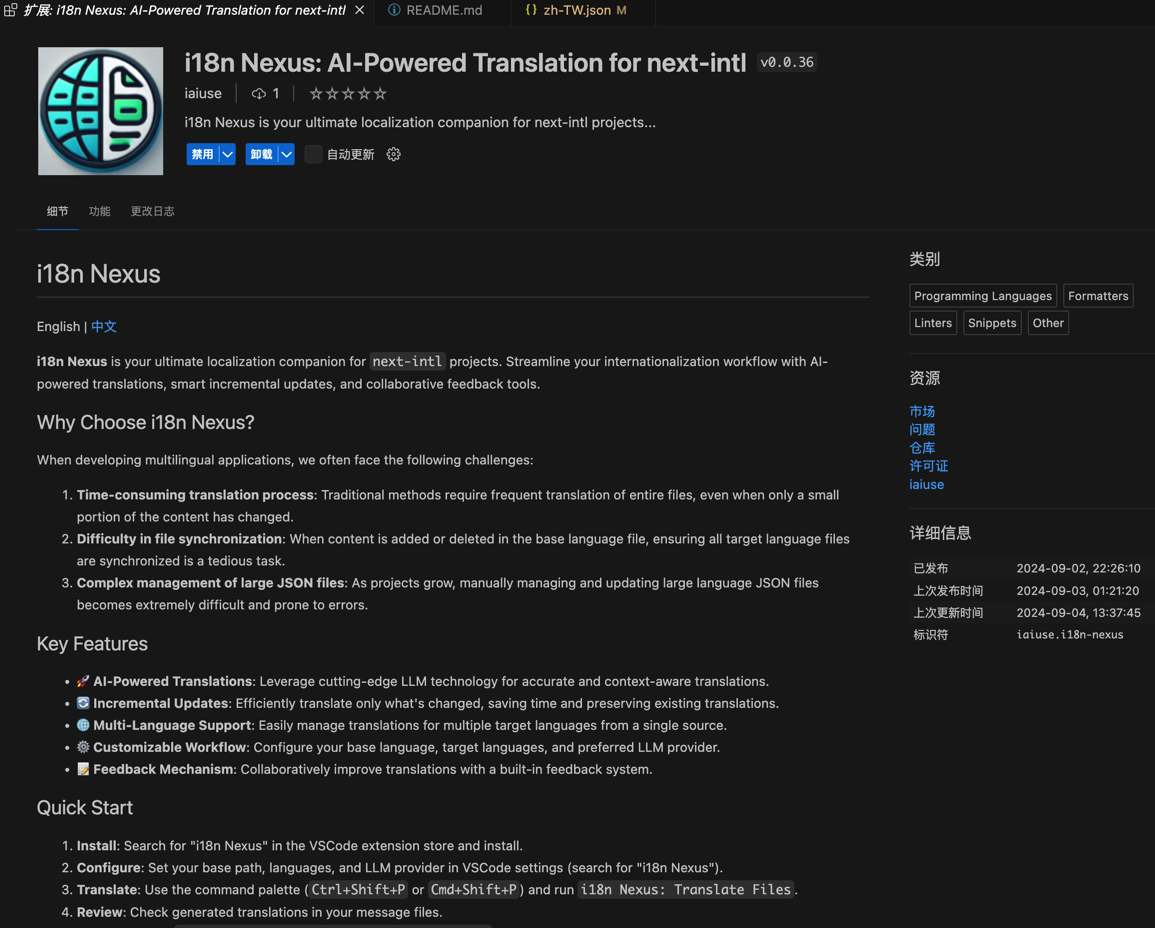 扩展: i18n Nexus: AI-Powered Translation for next-intl
README.md
{} zh-TW.json M
i18n Nexus: AI-Powered Translation for next-intl v0.0.36
iaiuse 1
i18n Nexus is your ultimate localization companion for next-intl projects...
禁用 卸载 自动更新
细节 功能 更改日志
i18n Nexus
English | 中文
i18n Nexus is your ultimate localization companion for next-intl projects. Streamline your internationalization workflow with AI-
powered translations, smart incremental updates, and collaborative feedback tools.
Why Choose i18n Nexus?
When developing multilingual applications, we often face the following challenges:
1. Time-consuming translation process: Traditional methods require frequent translation of entire files, even when only a small
portion of the content has changed.
2. Difficulty in file synchronization: When content is added or deleted in the base language file, ensuring all target language files
are synchronized is a tedious task.
3. Complex management of large JSON files: As projects grow, manually managing and updating large language JSON files
becomes extremely difficult and prone to errors.
Key Features
• 🚀 AI-Powered Translations: Leverage cutting-edge LLM technology for accurate and context-aware translations.
• 🔄 Incremental Updates: Efficiently translate only what's changed, saving time and preserving existing translations.
• 🌐 Multi-Language Support: Easily manage translations for multiple target languages from a single source.
• ⚙️ Customizable Workflow: Configure your base language, target languages, and preferred LLM provider.
• 📝 Feedback Mechanism: Collaboratively improve translations with a built-in feedback system.
Quick Start
1. Install: Search for "i18n Nexus" in the VSCode extension store and install.
2. Configure: Set your base path, languages, and LLM provider in VSCode settings (search for "i18n Nexus").
3. Translate: Use the command palette (Ctrl+Shift+P or Cmd+Shift+P) and run i18n Nexus: Translate Files.
4. Review: Check generated translations in your message files.
类别
Programming Languages Formatters
Linters Snippets Other
资源
市场
问题
仓库
许可证
iaiuse
详细信息
已发布 2024-09-02, 22:26:10
上次发布时间 2024-09-03, 01:21:20
上次更新时间 2024-09-04, 13:37:45
标识符 iaiuse.i18n-nexus